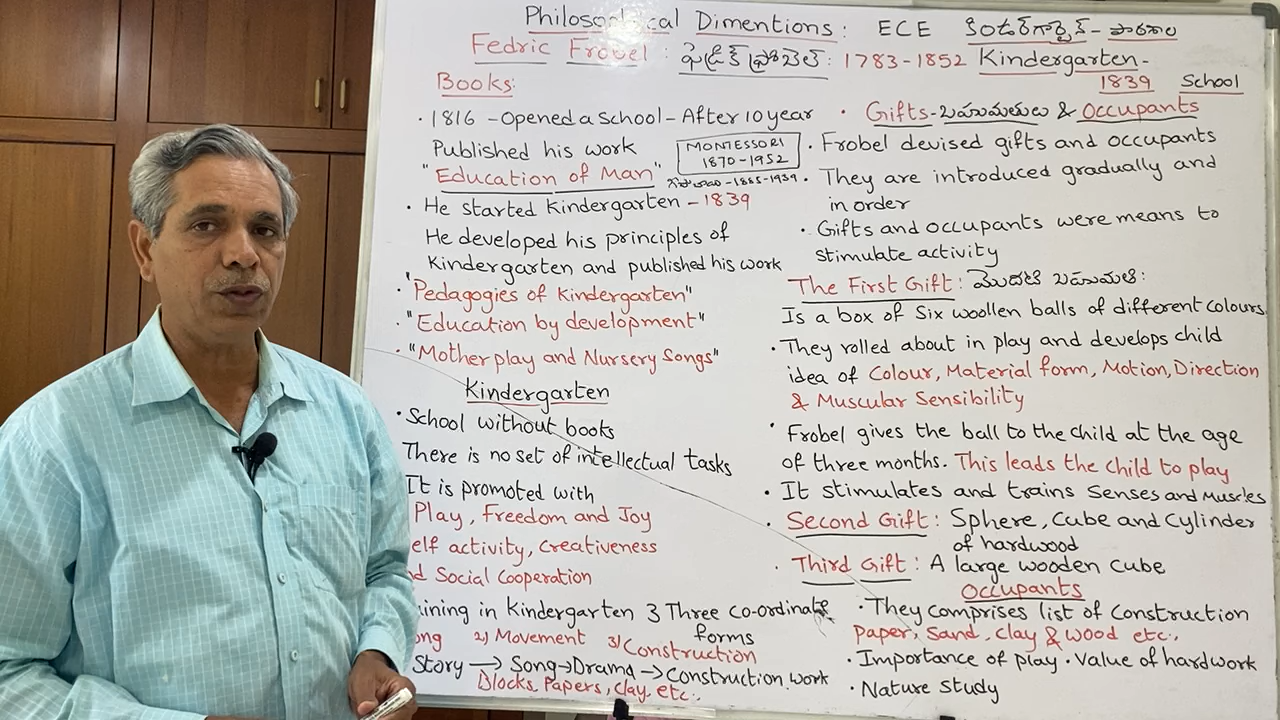 Philosophical Dimentions: ECE కిండర్‌గార్టెన్ - పాఠశాల
Fedric Frobel: ఫ్రెడ్రిక్ ఫ్రోబెల్: 1783-1852 Kindergarten-
1839 School
Books:
· 1816 - Opened a school - After 10 year
Published his work
MONTESSORI
1870-1952
"Education of Man"
1885-1939
· He started Kindergarten - 1839
He developed his principles of
Kindergarten and published his work
· "Pedagogies of Kindergarten"
· "Education by development"
· "Mother play and Nursery Songs"
Kindergarten
· School without books
There is no set of intellectual tasks
It is promoted with
Play, Freedom and Joy
elf activity, Creativeness
d Social Cooperation
ining in Kindergarten 3 Three co-ordinate
forms
ong 2) Movement 3) Construction
Story → Song → Drama → Construction work
Blocks, Papers, Clay etc.,
· Gifts - బహుమతులు & Occupants
· Frobel devised gifts and occupants
· They are introduced gradually and
in order
· Gifts and occupants were means to
stimulate activity
The First Gift: మొదటి బహుమతి:
Is a box of Six woollen balls of different colours.
· They rolled about in play and develops child
idea of Colour, Material form, Motion, Direction
& Muscular Sensibility
· Frobel gives the ball to the child at the age
of three months. This leads the child to play
· It stimulates and trains Senses and Muscles
· Second Gift: Sphere, Cube and Cylinder
of hardwood
· Third Gift: A large wooden cube
Occupants
· They comprises list of construction
Paper, Sand, Clay & Wood etc.,
· Importance of play · Value of hardwork
· Nature study